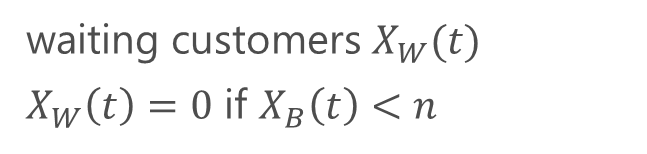 waiting customers X_W(t)
X_W(t) = 0 if X_B(t) < n